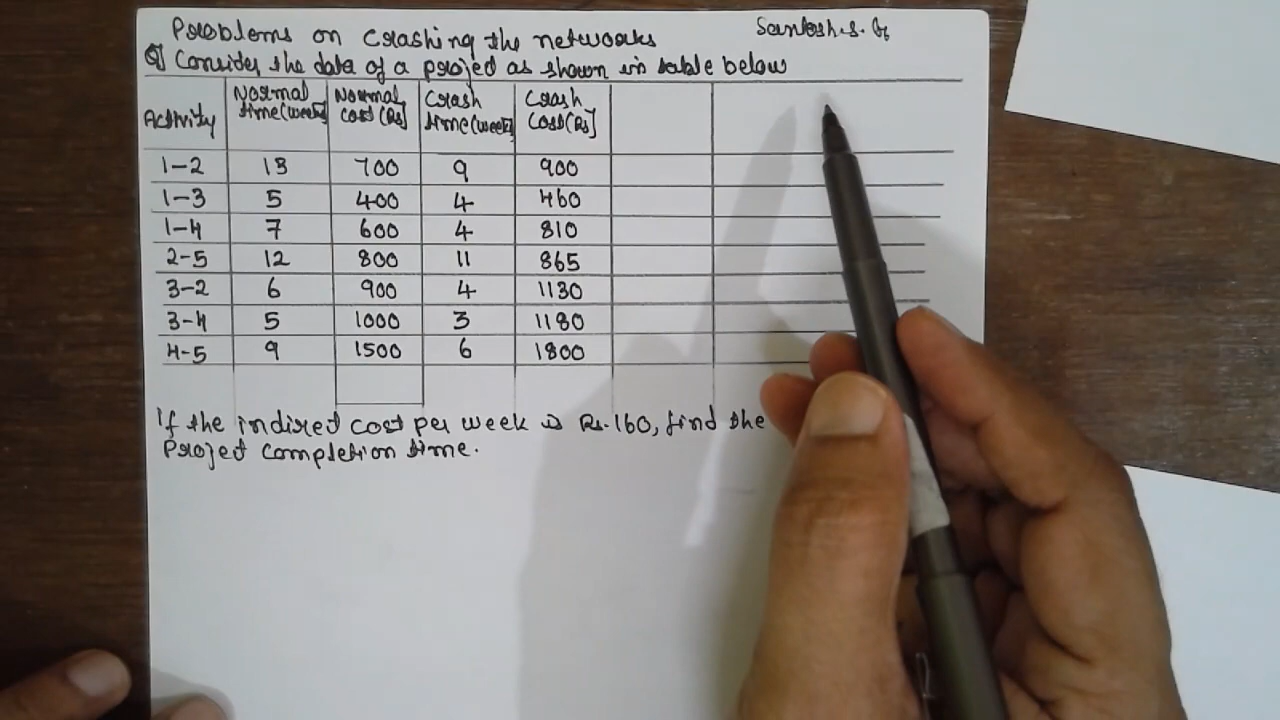 Problems on Crashing the networks
Santosh.S.G
Q) Consider the data of a project as shown in table below
Activity Normal time(weeks) Normal cost(Rs) Crash time(week) Crash Cost(Rs)
1-2 13 700 9 900
1-3 5 400 4 460
1-4 7 600 4 810
2-5 12 800 11 865
3-2 6 900 4 1130
3-4 5 1000 3 1180
4-5 9 1500 6 1800
If the indirect cost per week is Rs.160, find the
Project completion time.